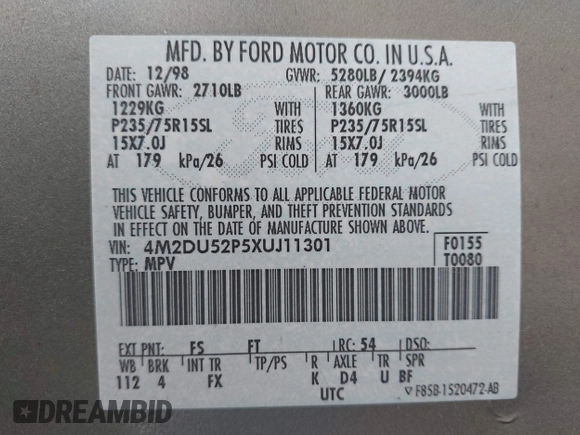 MFD. BY FORD MOTOR CO. IN U.S.A.
DATE: 12/98 GVWR: 5280LB/ 2394KG
FRONT GAWR: 2710LB REAR GAWR: 3000LB
1229KG WITH 1360KG WITH
P235/75R15SL TIRES P235/75R15SL TIRES
15X7.0J RIMS 15X7.0J RIMS
AT 179 kPa/26 PSI COLD AT 179 kPa/26 PSI COLD
THIS VEHICLE CONFORMS TO ALL APPLICABLE FEDERAL MOTOR
VEHICLE SAFETY, BUMPER, AND THEFT PREVENTION STANDARDS
IN EFFECT ON THE DATE OF MANUFACTURE SHOWN ABOVE.
VIN: 4M2DU52P5XUJ11301 F0155
TYPE: MPV T0080
EXT PNT: FS FT RC: 54 DSO:
WB BRK INT TR TP/PS R AXLE TR SPR
112 4 FX K D4 U BF
UTC ▽ F85B-1520472-AB
DREAMBID